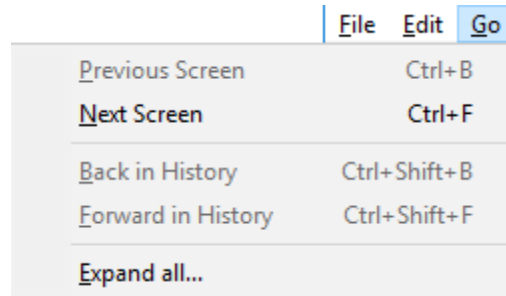 File Edit Go
Previous Screen Ctrl+B
Next Screen Ctrl+F
Back in History Ctrl+Shift+B
Forward in History Ctrl+Shift+F
Expand all...